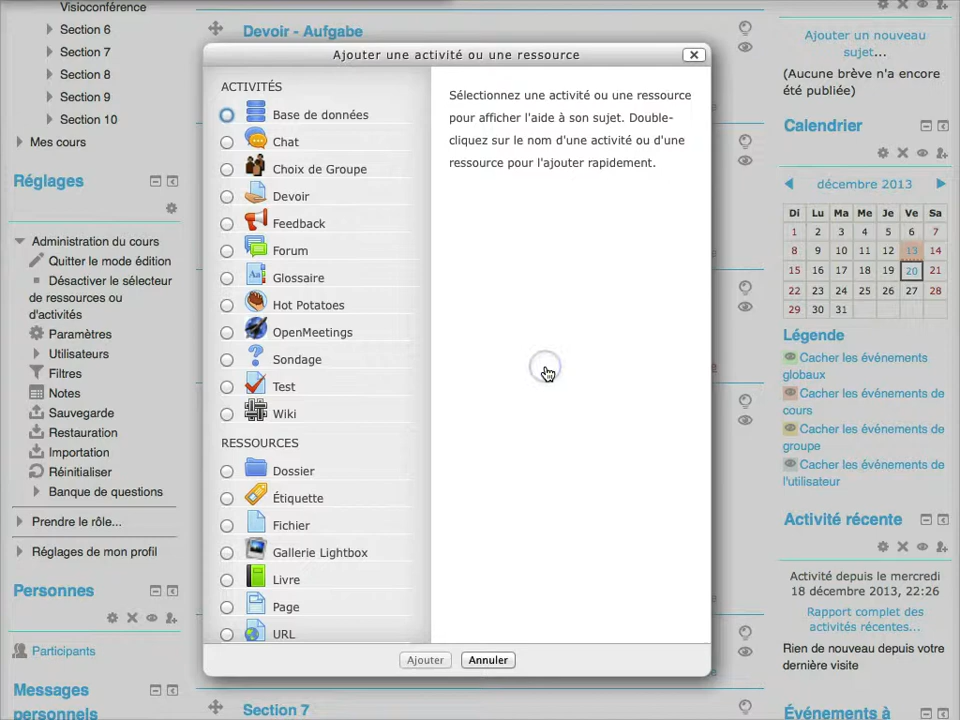 Visioconférence
Section 6
Section 7
Section 8
Section 9
Section 10
Mes cours
Réglages
Administration du cours
Quitter le mode édition
Désactiver le sélecteur
de ressources ou
d'activités
Paramètres
Utilisateurs
Filtres
Notes
Sauvegarde
Restauration
Importation
Réinitialiser
Banque de questions
Prendre le rôle...
Réglages de mon profil
Personnes
Participants
Messages
personnels
Devoir - Aufgabe
Ajouter une activité ou une ressource
ACTIVITÉS
Base de données
Chat
Choix de Groupe
Devoir
Feedback
Forum
Glossaire
Hot Potatoes
OpenMeetings
Sondage
Test
Wiki
RESSOURCES
Dossier
Étiquette
Fichier
Gallerie Lightbox
Livre
Page
URL
Sélectionnez une activité ou une ressource
pour afficher l'aide à son sujet. Double-
cliquez sur le nom d'une activité ou d'une
ressource pour l'ajouter rapidement.
Ajouter
Annuler
Section 7
Ajouter un nouveau
sujet...
(Aucune brève n'a encore
été publiée)
Calendrier
décembre 2013
Di Lu Ma Me Je Ve Sa
1 2 3 4 5 6 7
8 9 10 11 12 13 14
15 16 17 18 19 20 21
22 23 24 25 26 27 28
29 30 31
Légende
Cacher les événements
globaux
Cacher les événements de
cours
Cacher les événements de
groupe
Cacher les événements de
l'utilisateur
Activité récente
Activité depuis le mercredi
18 décembre 2013, 22:26
Rapport complet des
activités récentes...
Rien de nouveau depuis votre
dernière visite
Événements à